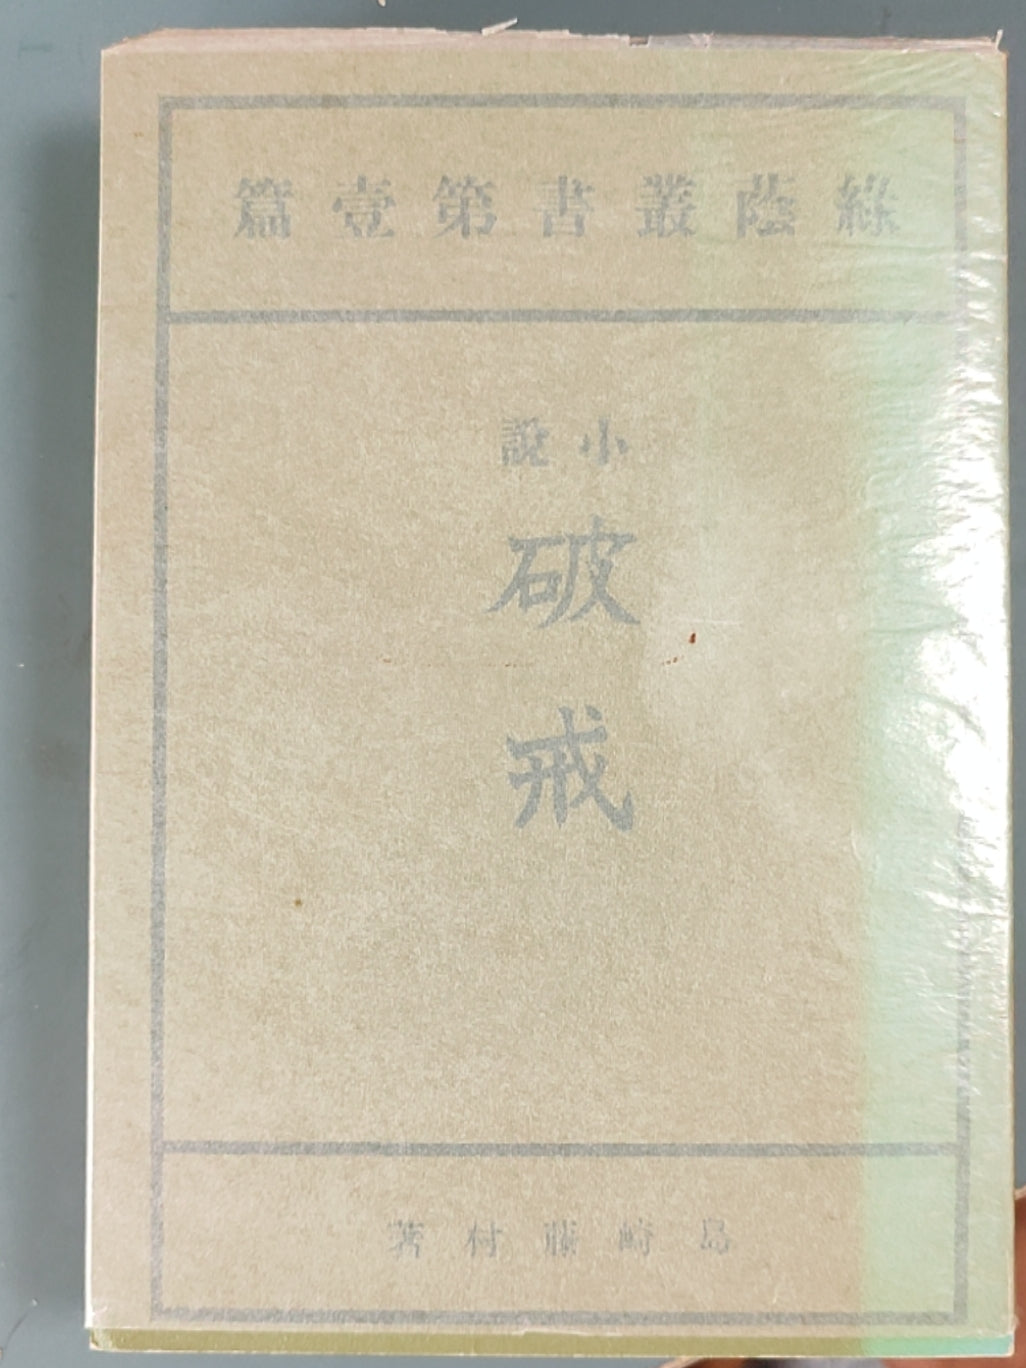 綠蔭叢書第壹篇
小說
破戒
島崎藤村著